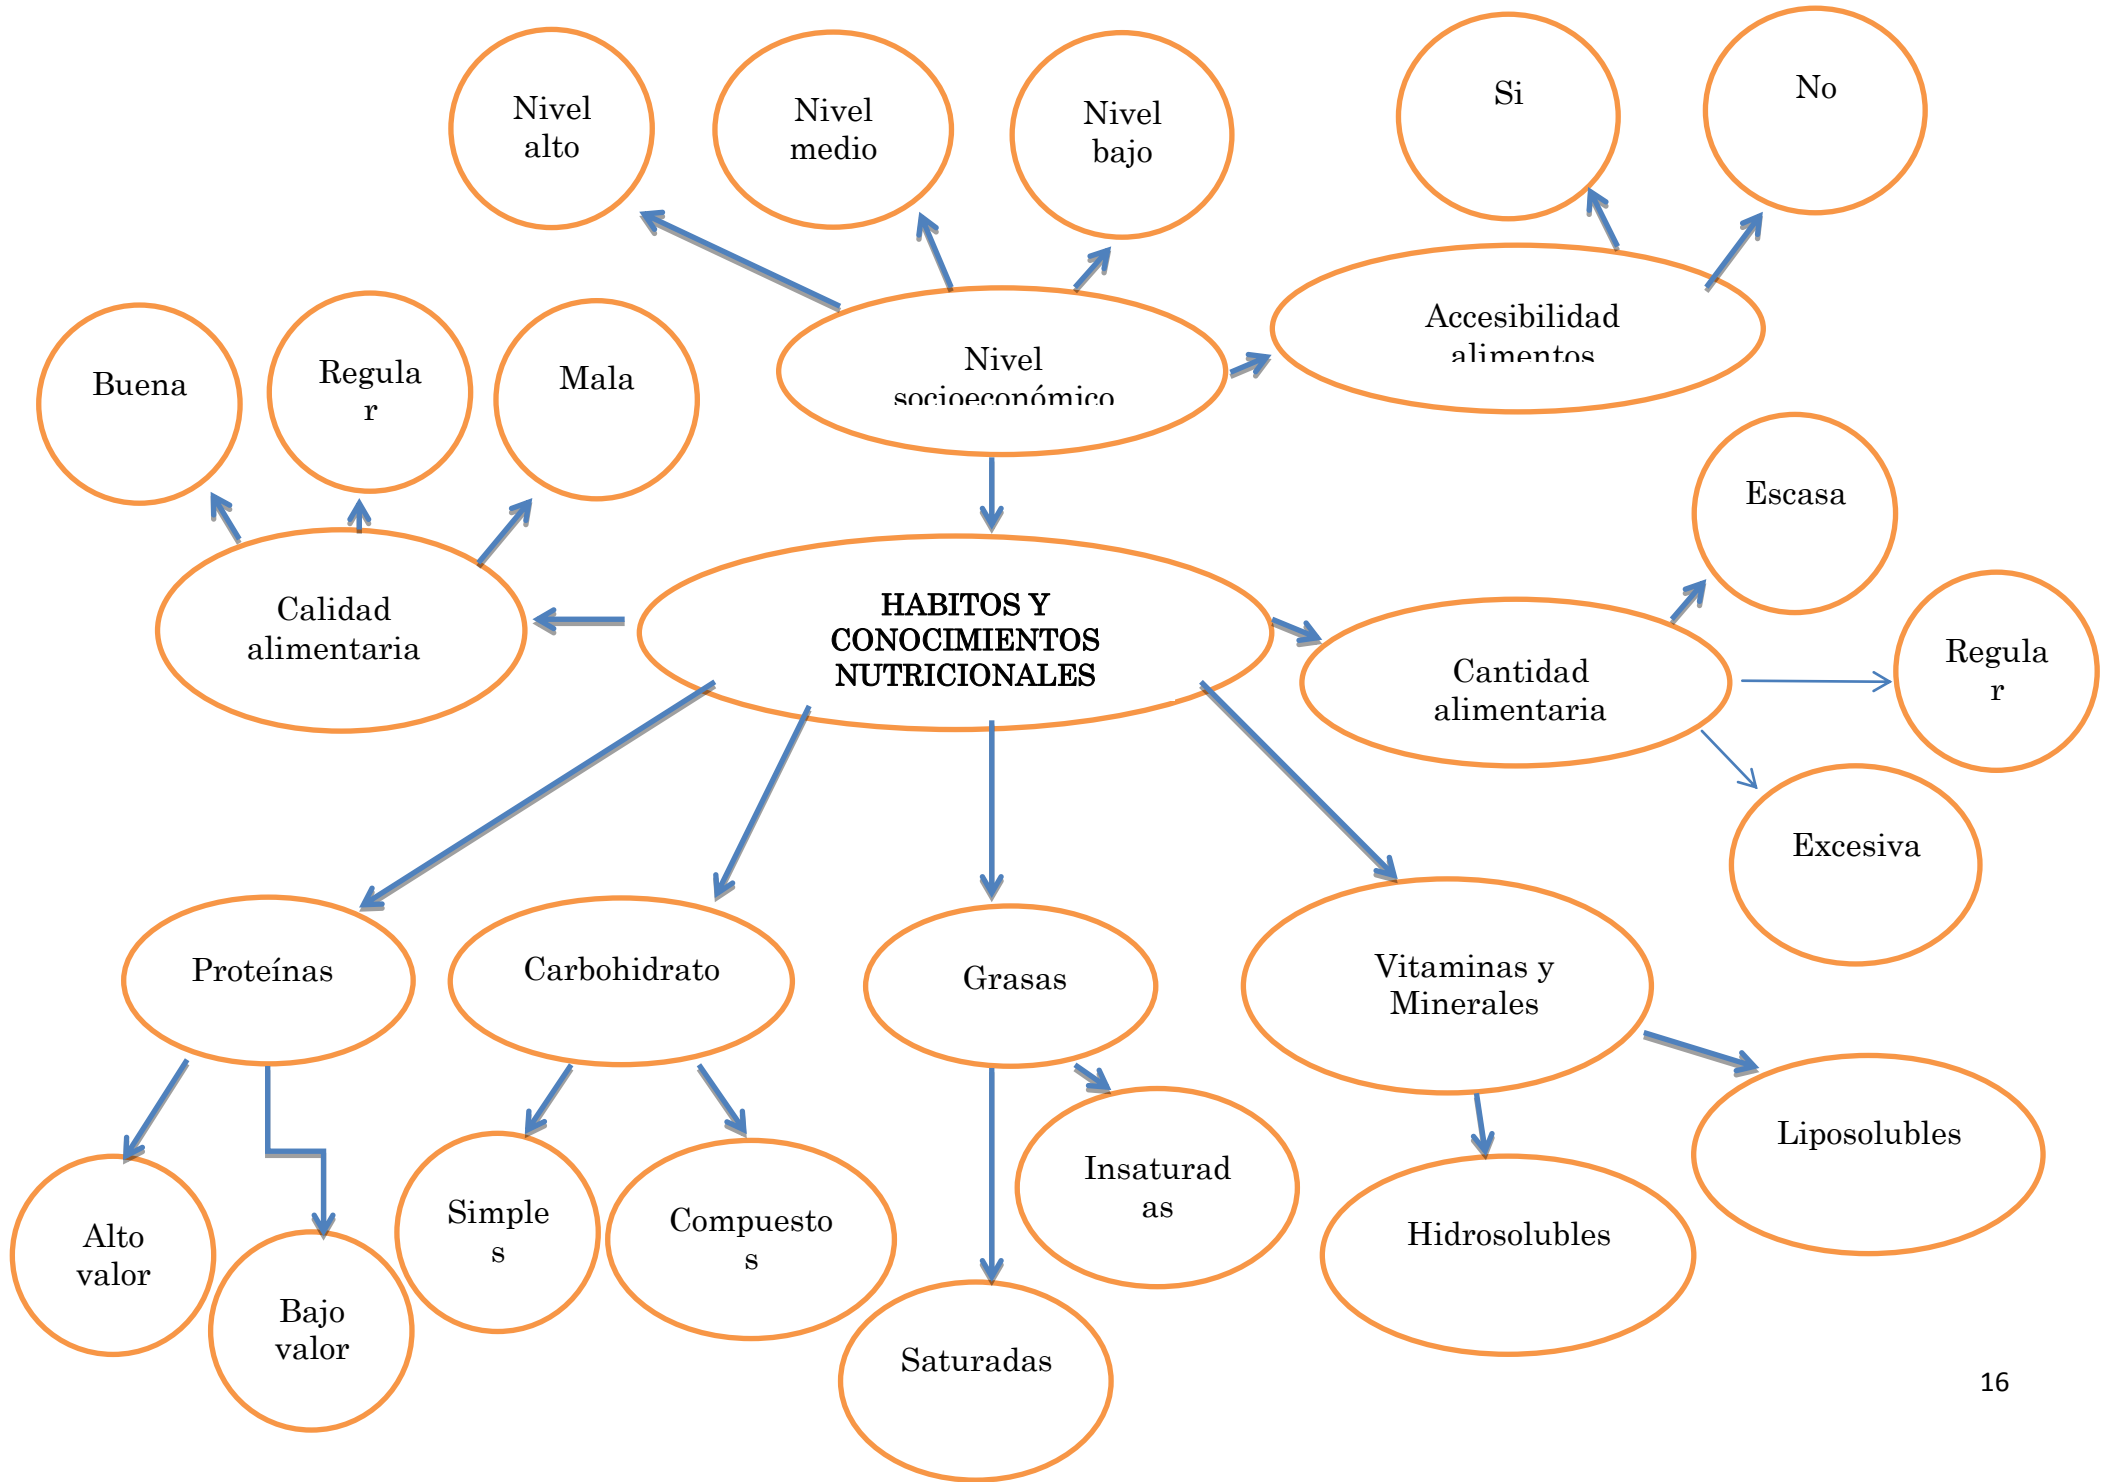 Nivel
alto
Nivel
medio
Nivel
bajo
Si
No
Buena
Regula
r
Mala
Nivel
socioeconómico
Accesibilidad
alimentos
Escasa
Calidad
alimentaria
HABITOS Y
CONOCIMIENTOS
NUTRICIONALES
Cantidad
alimentaria
Regula
r
Excesiva
Proteínas
Carbohidrato
Grasas
Vitaminas y
Minerales
Alto
valor
Bajo
valor
Simple
s
Compuesto
s
Insaturad
as
Saturadas
Hidrosolubles
Liposolubles
16